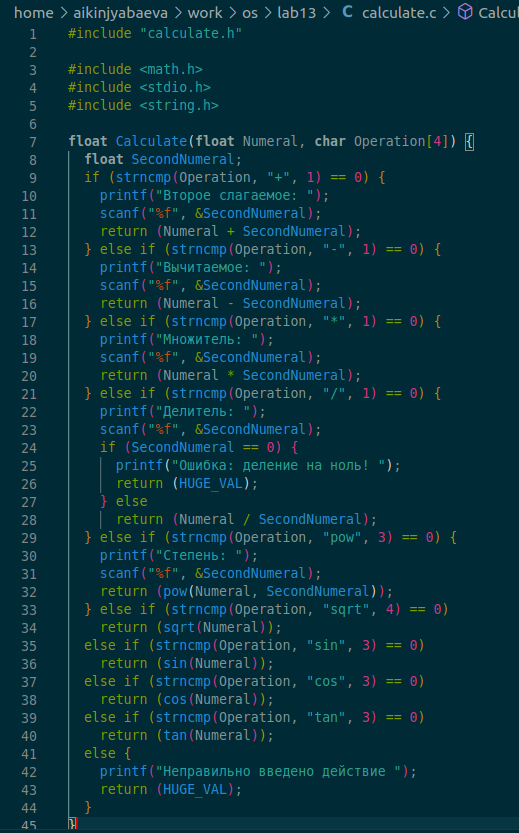 home > aikinjyabaeva > work > os > lab13 > C calculate.c > Calcul
1 #include "calculate.h"
2
3 #include <math.h>
4 #include <stdio.h>
5 #include <string.h>
6
7 float Calculate(float Numeral, char Operation[4]) {
8   float SecondNumeral;
9   if (strncmp(Operation, "+", 1) == 0) {
10     printf("Второе слагаемое: ");
11     scanf("%f", &SecondNumeral);
12     return (Numeral + SecondNumeral);
13   } else if (strncmp(Operation, "-", 1) == 0) {
14     printf("Вычитаемое: ");
15     scanf("%f", &SecondNumeral);
16     return (Numeral - SecondNumeral);
17   } else if (strncmp(Operation, "*", 1) == 0) {
18     printf("Множитель: ");
19     scanf("%f", &SecondNumeral);
20     return (Numeral * SecondNumeral);
21   } else if (strncmp(Operation, "/", 1) == 0) {
22     printf("Делитель: ");
23     scanf("%f", &SecondNumeral);
24     if (SecondNumeral == 0) {
25       printf("Ошибка: деление на ноль! ");
26       return (HUGE_VAL);
27     } else
28       return (Numeral / SecondNumeral);
29   } else if (strncmp(Operation, "pow", 3) == 0) {
30     printf("Степень: ");
31     scanf("%f", &SecondNumeral);
32     return (pow(Numeral, SecondNumeral));
33   } else if (strncmp(Operation, "sqrt", 4) == 0)
34     return (sqrt(Numeral));
35   else if (strncmp(Operation, "sin", 3) == 0)
36     return (sin(Numeral));
37   else if (strncmp(Operation, "cos", 3) == 0)
38     return (cos(Numeral));
39   else if (strncmp(Operation, "tan", 3) == 0)
40     return (tan(Numeral));
41   else {
42     printf("Неправильно введено действие ");
43     return (HUGE_VAL);
44   }
45 }